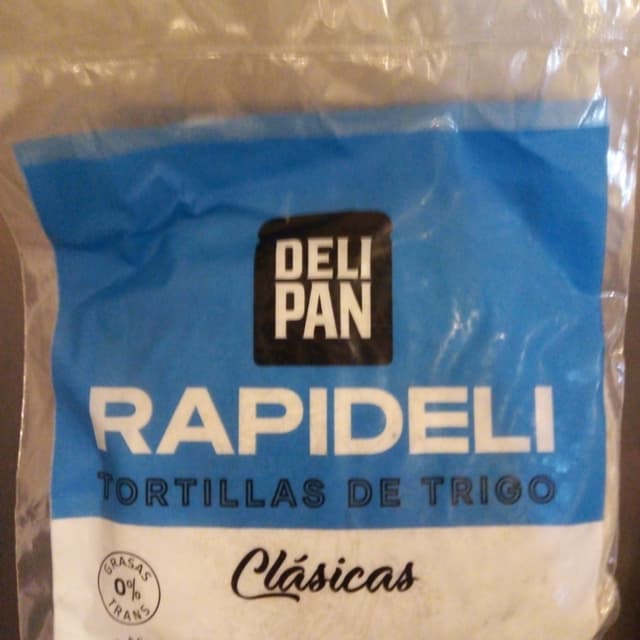 DELI
PAN
RAPIDELI
TORTILLAS DE TRIGO
Clásicas
GRASAS
0%
TRANS